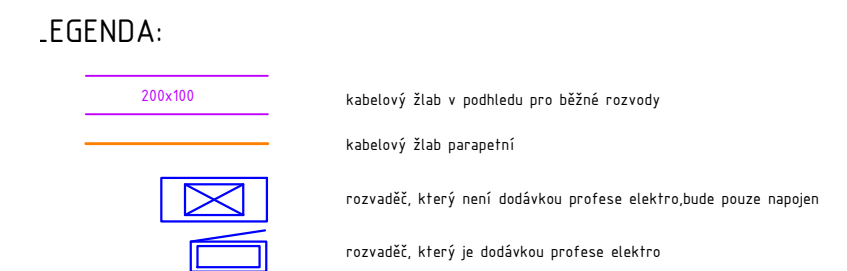 LEGENDA:
200x100
kabelový žlab v podhledu pro běžné rozvody
kabelový žlab parapetní
rozvaděč, který není dodávkou profese elektro,bude pouze napojen
rozvaděč, který je dodávkou profese elektro